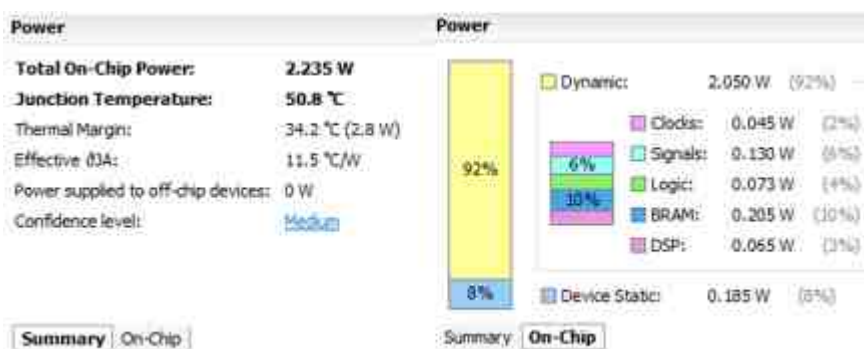 Power
Total On-Chip Power: 2.235 W
Junction Temperature: 50.8 °C
Thermal Margin: 34.2 °C (2.8 W)
Effective ϑJA: 11.5 °C/W
Power supplied to off-chip devices: 0 W
Confidence level: Medium
Summary On-Chip
Power
92%
8%
Dynamic: 2.050 W (92%)
6%
10%
Clocks: 0.045 W (2%)
Signals: 0.130 W (6%)
Logic: 0.073 W (4%)
BRAM: 0.205 W (10%)
DSP: 0.065 W (3%)
Device Static: 0.185 W (8%)
Summary On-Chip